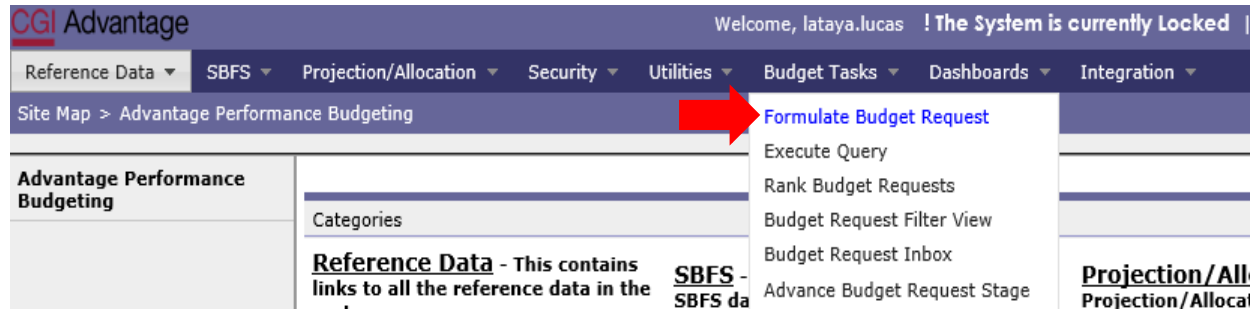 CGI Advantage
Welcome, lataya.lucas ! The System is currently Locked |
Reference Data SBFS Projection/Allocation Security Utilities Budget Tasks Dashboards Integration
Site Map > Advantage Performance Budgeting
Formulate Budget Request
Execute Query
Rank Budget Requests
Budget Request Filter View
Budget Request Inbox
Advance Budget Request Stage
Advantage Performance
Budgeting
Categories
Reference Data - This contains
links to all the reference data in the
SBFS -
SBFS da
Projection/All
Projection/Allocat